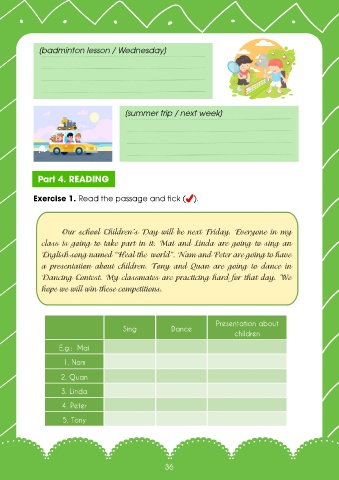 (badminton lesson / Wednesday)
(summer trip / next week)
Part 4. READING
Exercise 1. Read the passage and tick (✓).
Our school Children's Day will be next Friday. Everyone in my
class is going to take part in it. Mai and Linda are going to sing an
English song named "Heal the world". Nam and Peter are going to have
a presentation about children. Tony and Quan are going to dance in
Dancing Contest. My classmates are practicing hard for that day. We
hope we will win these competitions.
Sing Dance Presentation about
children
E.g.: Mai
1. Nam
2. Quan
3. Linda
4. Peter
5. Tony
36